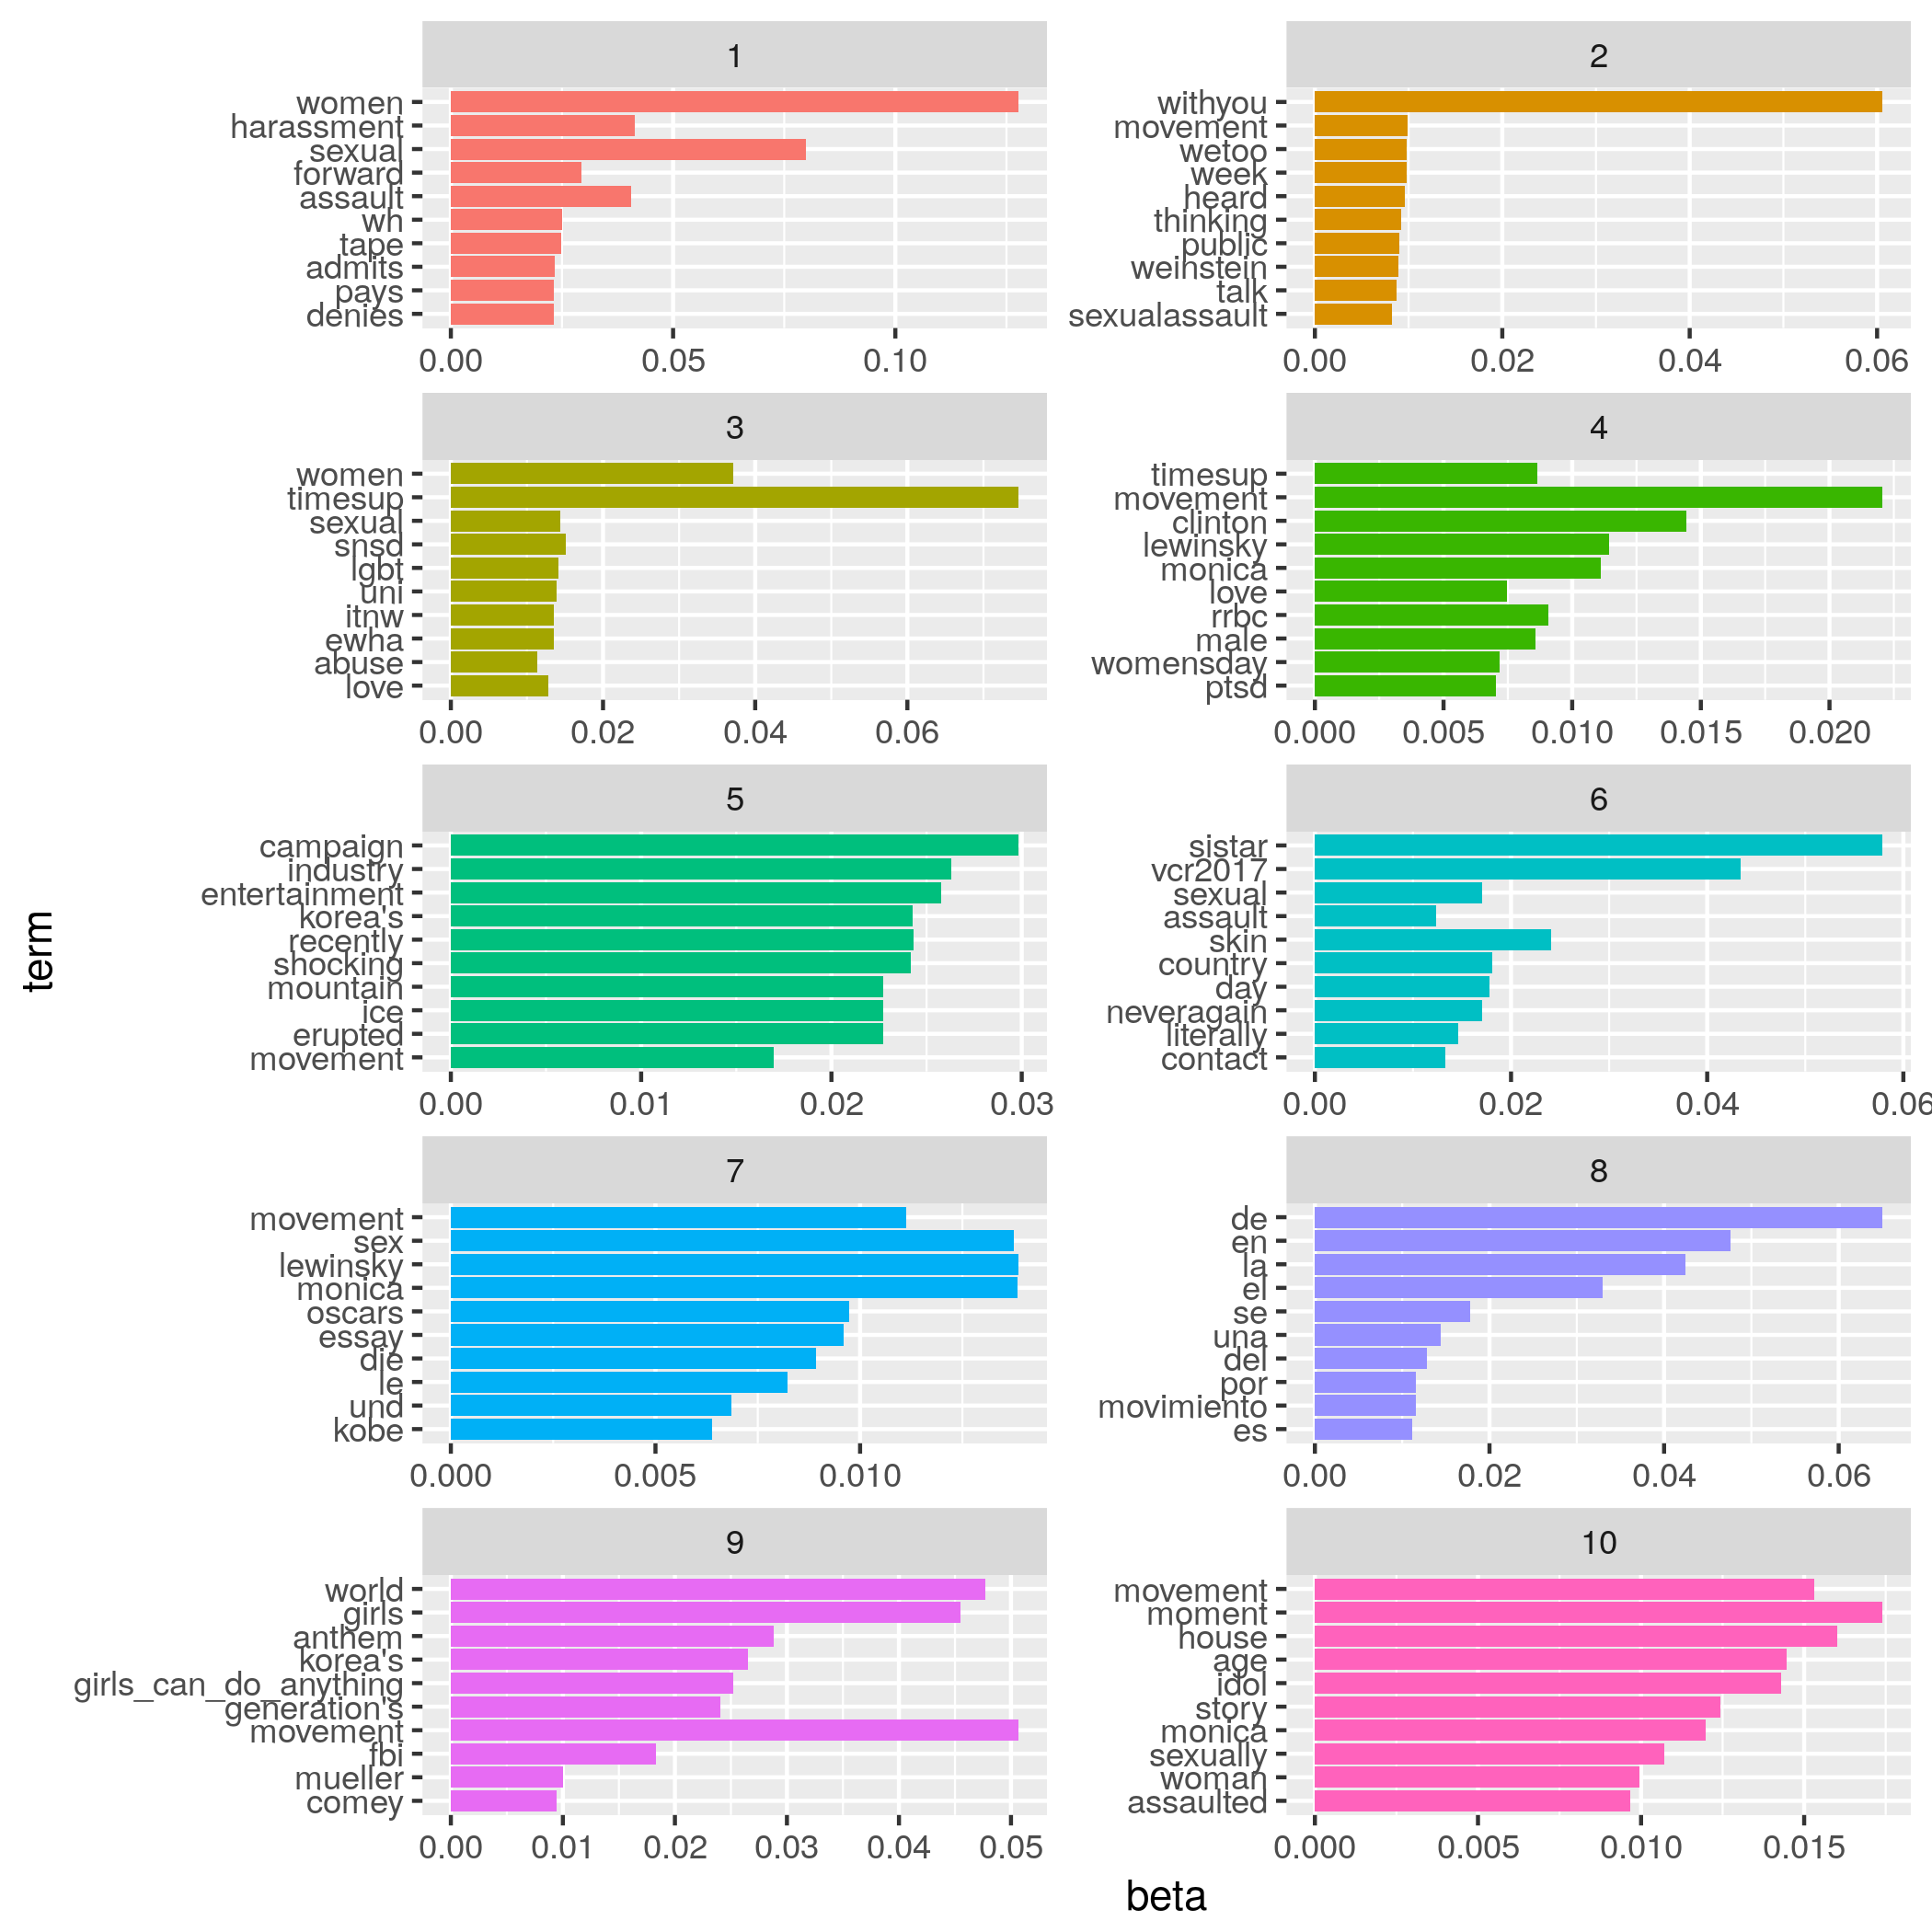 term
1
women
harassment
sexual
forward
assault
wh
tape
admits
pays
denies
0.00 0.05 0.10
2
withyou
movement
wetoo
week
heard
thinking
public
weinstein
talk
sexualassault
0.00 0.02 0.04 0.06
3
women
timesup
sexual
snsd
lgbt
uni
itnw
ewha
abuse
love
0.00 0.02 0.04 0.06
4
timesup
movement
clinton
lewinsky
monica
love
rrbc
male
womensday
ptsd
0.000 0.005 0.010 0.015 0.020
5
campaign
industry
entertainment
korea's
recently
shocking
mountain
ice
erupted
movement
0.00 0.01 0.02 0.03
6
sistar
vcr2017
sexual
assault
skin
country
day
neveragain
literally
contact
0.00 0.02 0.04 0.06
7
movement
sex
lewinsky
monica
oscars
essay
die
le
und
kobe
0.000 0.005 0.010
8
de
en
la
el
se
una
del
por
movimiento
es
0.00 0.02 0.04 0.06
9
world
girls
anthem
korea's
girls_can_do_anything
generation's
movement
fbi
mueller
comey
0.00 0.01 0.02 0.03 0.04 0.05
10
movement
moment
house
age
idol
story
monica
sexually
woman
assaulted
0.000 0.005 0.010 0.015
beta